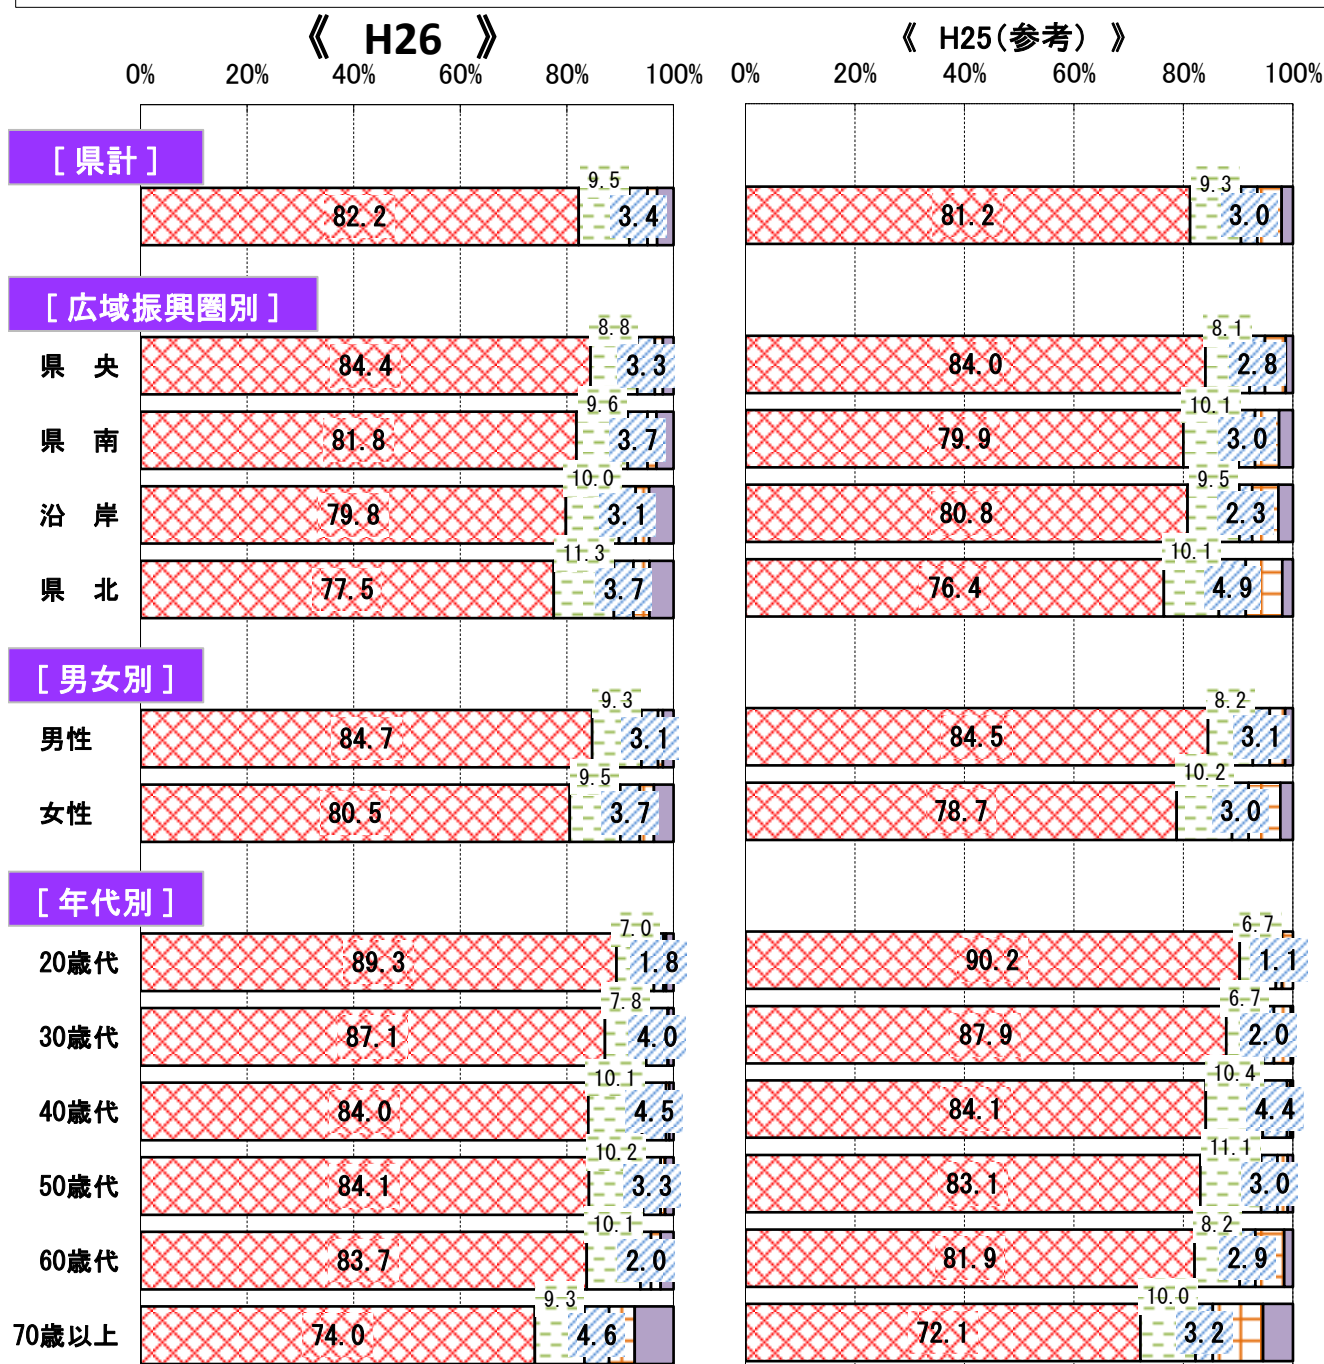 《 H26 》 《 H25(参考) 》
0% 20% 40% 60% 80% 100% 0% 20% 40% 60% 80% 100%
[ 県計 ]
9.5 9.3
82.2 3.4 81.2 3.0
[ 広域振興圏別 ]
8.8 8.1
県 央 84.4 3.3 84.0 2.8
9.6 10.1
県 南 81.8 3.7 79.9 3.0
10.0 9.5
沿 岸 79.8 3.1 80.8 2.3
11.3 10.1
県 北 77.5 3.7 76.4 4.9
[ 男女別 ]
9.3 8.2
男性 84.7 3.1 84.5 3.1
9.5 10.2
女性 80.5 3.7 78.7 3.0
[ 年代別 ]
7.0 6.7
20歳代 89.3 1.8 90.2 1.1
7.8 6.7
30歳代 87.1 4.0 87.9 2.0
10.1 10.4
40歳代 84.0 4.5 84.1 4.4
10.2 11.1
50歳代 84.1 3.3 83.1 3.0
10.1 8.2
60歳代 83.7 2.0 81.9 2.9
9.3 10.0
70歳以上 74.0 4.6 72.1 3.2